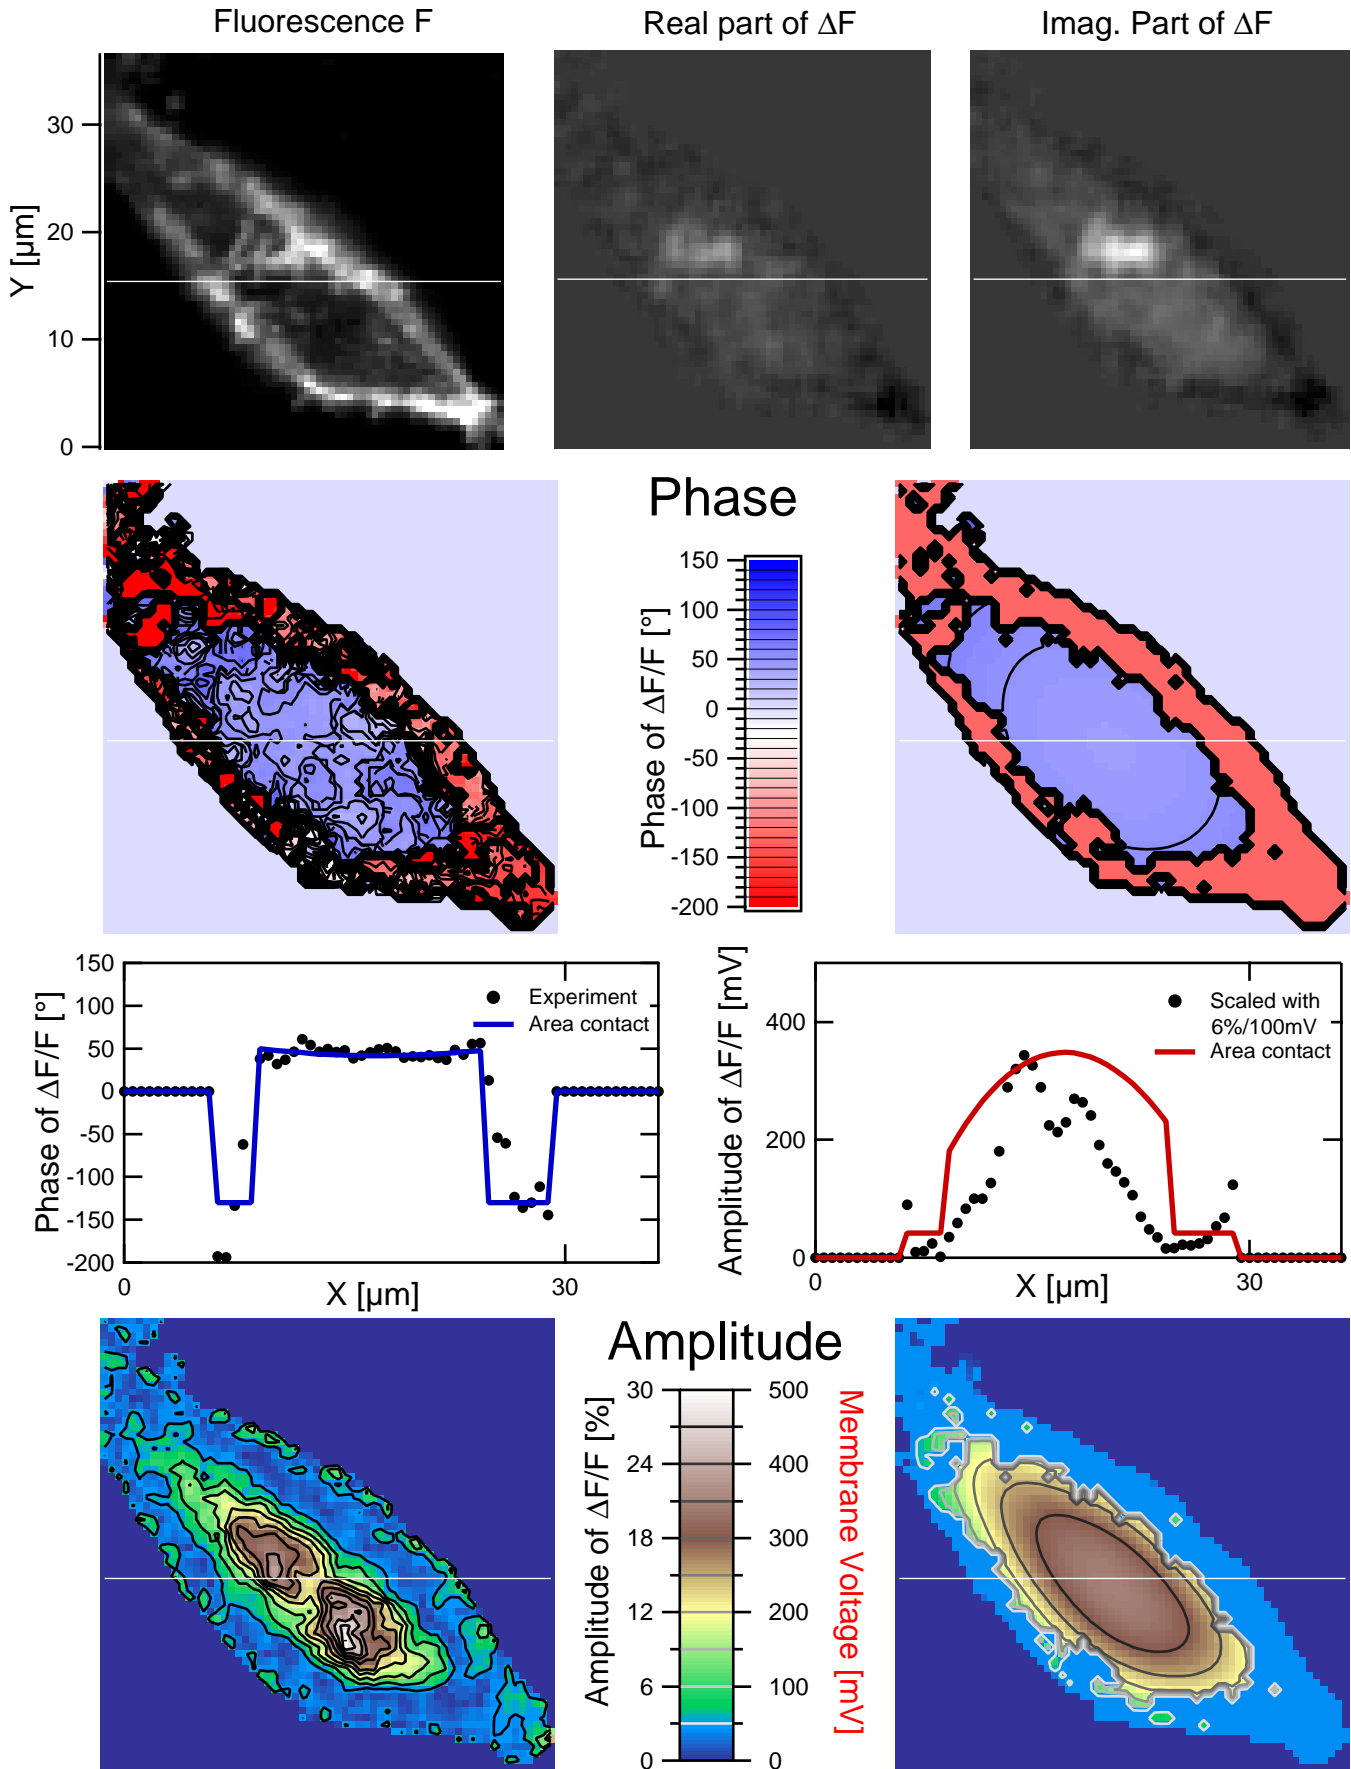 Fluorescence F
Real part of ΔF
Imag. Part of ΔF
Y [µm]
30
20
10
0
Phase
Phase of ΔF/F [°]
150
100
50
0
-50
-100
-150
-200
Phase of ΔF/F [°]
150
100
50
0
-50
-100
-150
-200
Experiment
Area contact
0
30
X [µm]
Amplitude of ΔF/F [mV]
400
200
0
Scaled with
6%/100mV
Area contact
0
30
X [µm]
Amplitude
Amplitude of ΔF/F [%]
30
24
18
12
6
0
500
400
300
200
100
0
Membrane Voltage [mV]